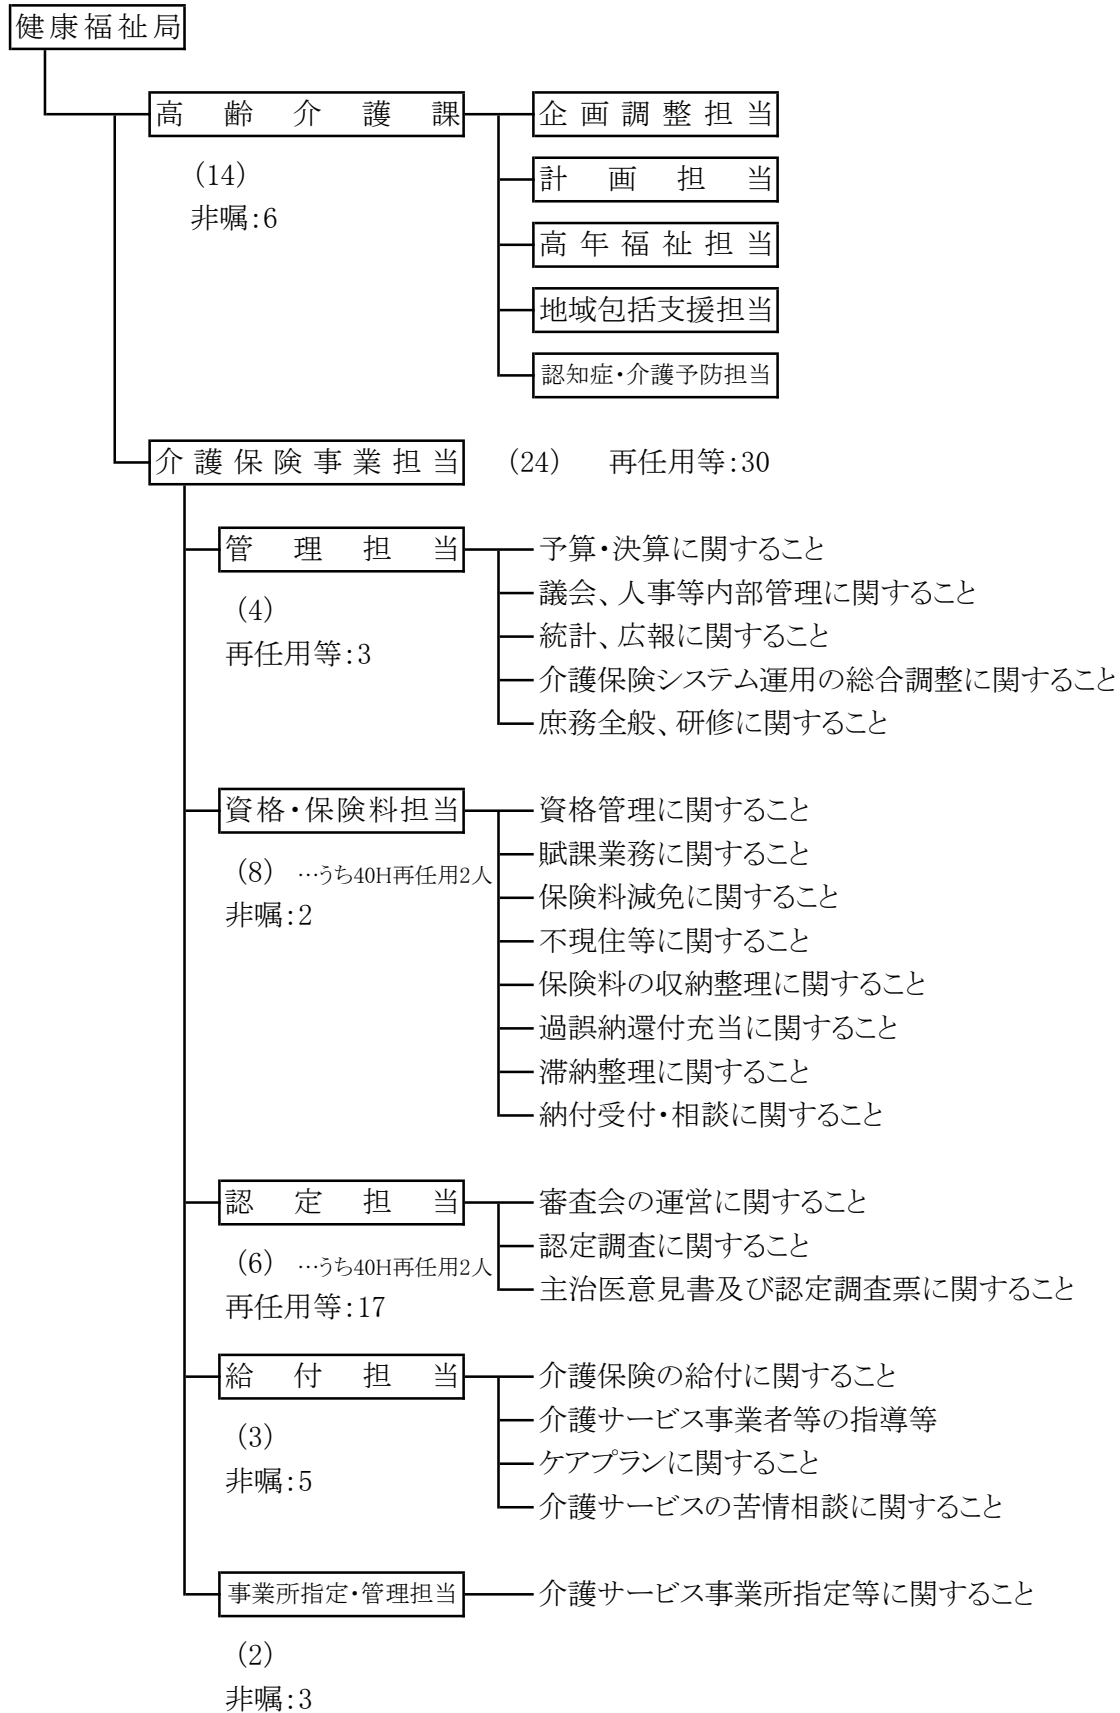 健康福祉局
高齢介護課
企画調整担当
(14)
非嘱:6
計画担当
高年福祉担当
地域包括支援担当
認知症・介護予防担当
介護保険事業担当 (24) 再任用等:30
管理担当
(4)
再任用等:3
予算・決算に関すること
議会、人事等内部管理に関すること
統計、広報に関すること
介護保険システム運用の総合調整に関すること
庶務全般、研修に関すること
資格・保険料担当
(8) …うち40H再任用2人
非嘱:2
資格管理に関すること
賦課業務に関すること
保険料減免に関すること
不現住等に関すること
保険料の収納整理に関すること
過誤納還付充当に関すること
滞納整理に関すること
納付受付・相談に関すること
認定担当
(6) …うち40H再任用2人
再任用等:17
審査会の運営に関すること
認定調査に関すること
主治医意見書及び認定調査票に関すること
給付担当
(3)
非嘱:5
介護保険の給付に関すること
介護サービス事業者等の指導等
ケアプランに関すること
介護サービスの苦情相談に関すること
事業所指定・管理担当
(2)
非嘱:3
介護サービス事業所指定等に関すること